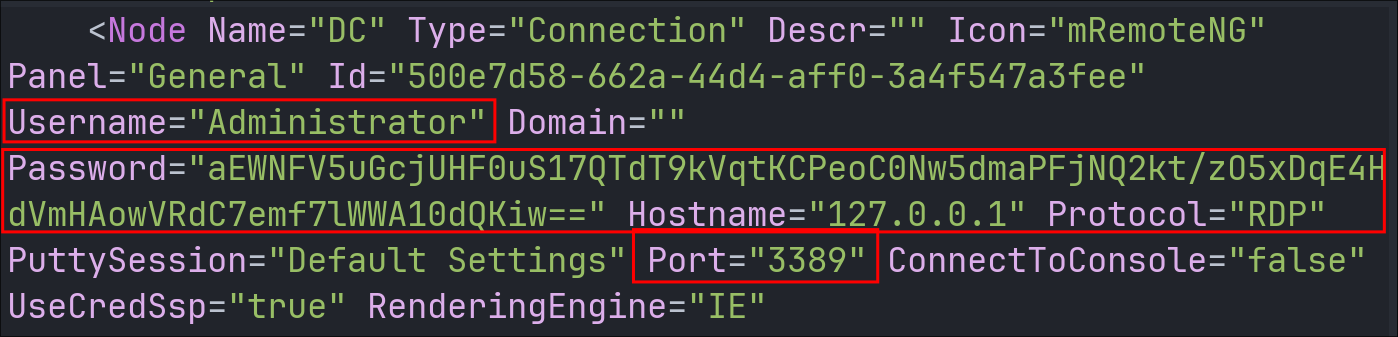 <Node Name="DC" Type="Connection" Descr="" Icon="mRemoteNG"
Panel="General" Id="500e7d58-662a-44d4-aff0-3a4f547a3fee"
Username="Administrator" Domain=""
Password="aEWNFV5uGcjUHF0uS17QTdT9kVqtKCPeoC0Nw5dmaPFjNQ2kt/zO5xDqE4H
dVmHAowVRdC7emf7lWWA10dQKiw==" Hostname="127.0.0.1" Protocol="RDP"
PuttySession="Default Settings" Port="3389" ConnectToConsole="false"
UseCredSsp="true" RenderingEngine="IE"